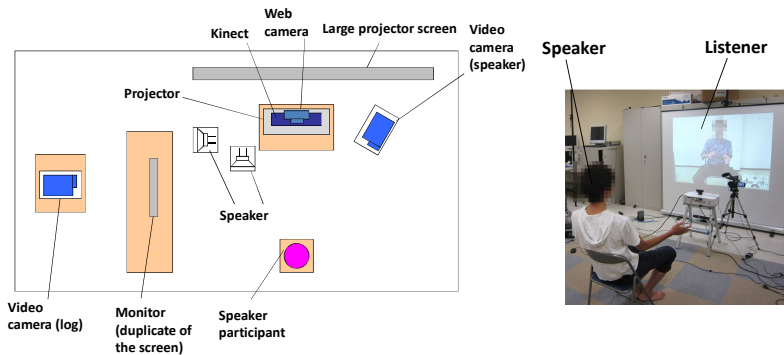 Web
camera
Kinect
Large projector screen
Video
camera
(speaker)
Projector
Speaker
Video
camera (log)
Monitor
(duplicate of
the screen)
Speaker
participant
Speaker
Listener